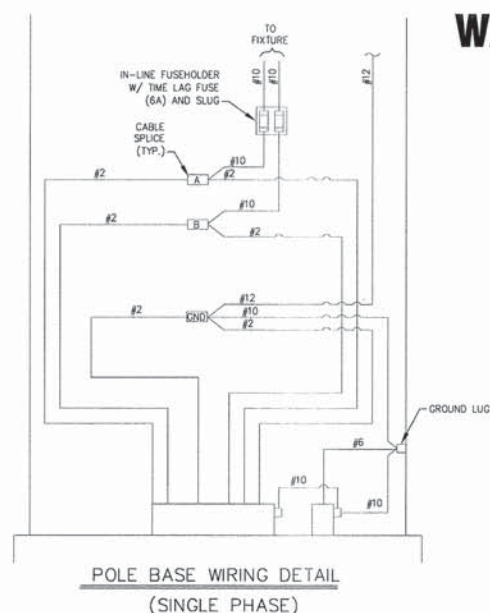 TO
FIXTURE
W
#10
#10
#12
IN-LINE FUSEHOLDER
W/ TIME LAG FUSE
(6A) AND SLUG
CABLE
SPLICE
(TYP.)
#10
#2
A
#2
#10
#2
B
#2
#12
#2
GND
#10
#2
GROUND LUG
#6
#10
#10
POLE BASE WIRING DETAIL
(SINGLE PHASE)